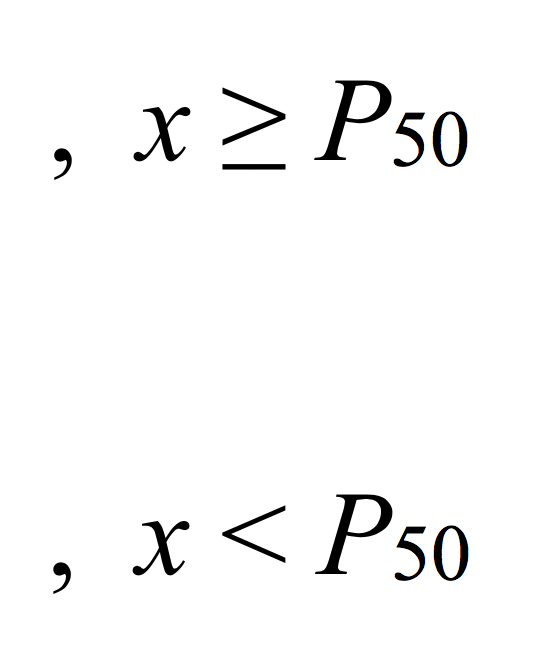 , x ≥ P₅₀
, x < P₅₀